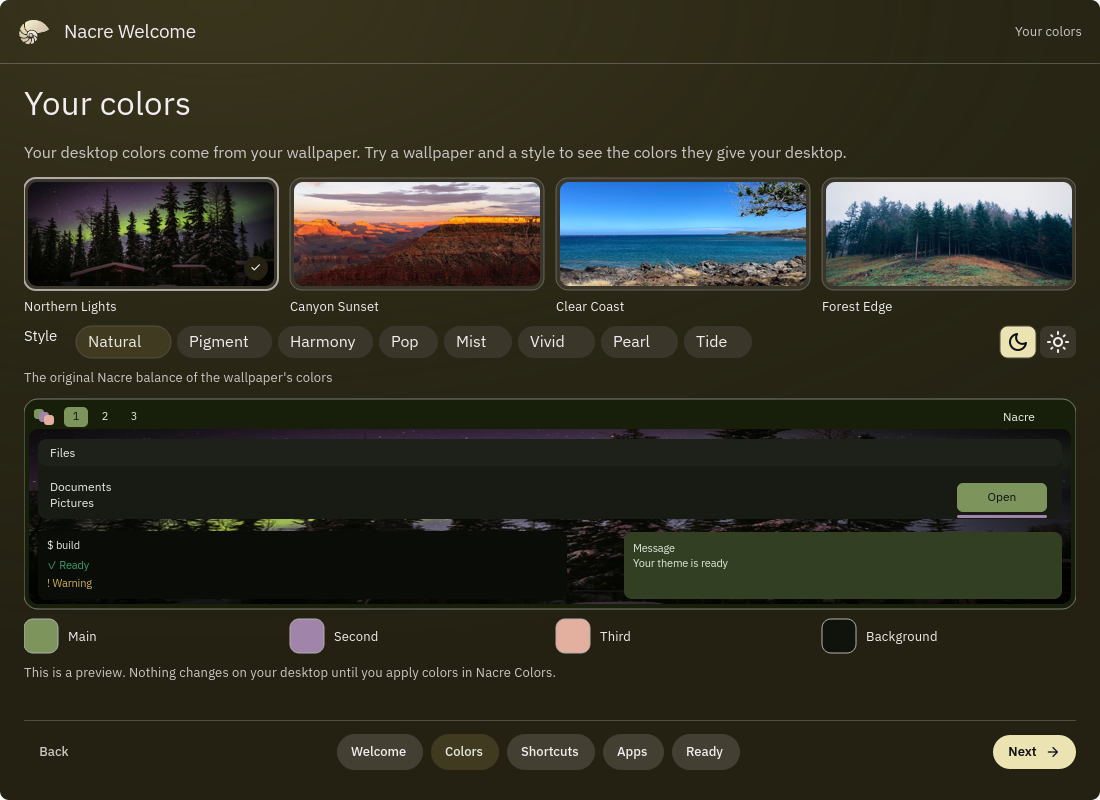 Nacre Welcome
Your colors
Your colors
Your desktop colors come from your wallpaper. Try a wallpaper and a style to see the colors they give your desktop.
Northern Lights
Canyon Sunset
Clear Coast
Forest Edge
Style
Natural
Pigment
Harmony
Pop
Mist
Vivid
Pearl
Tide
The original Nacre balance of the wallpaper's colors
1 2 3
Nacre
Files
Documents
Pictures
Open
$ build
✓ Ready
! Warning
Message
Your theme is ready
Main
Second
Third
Background
This is a preview. Nothing changes on your desktop until you apply colors in Nacre Colors.
Back
Welcome
Colors
Shortcuts
Apps
Ready
Next →